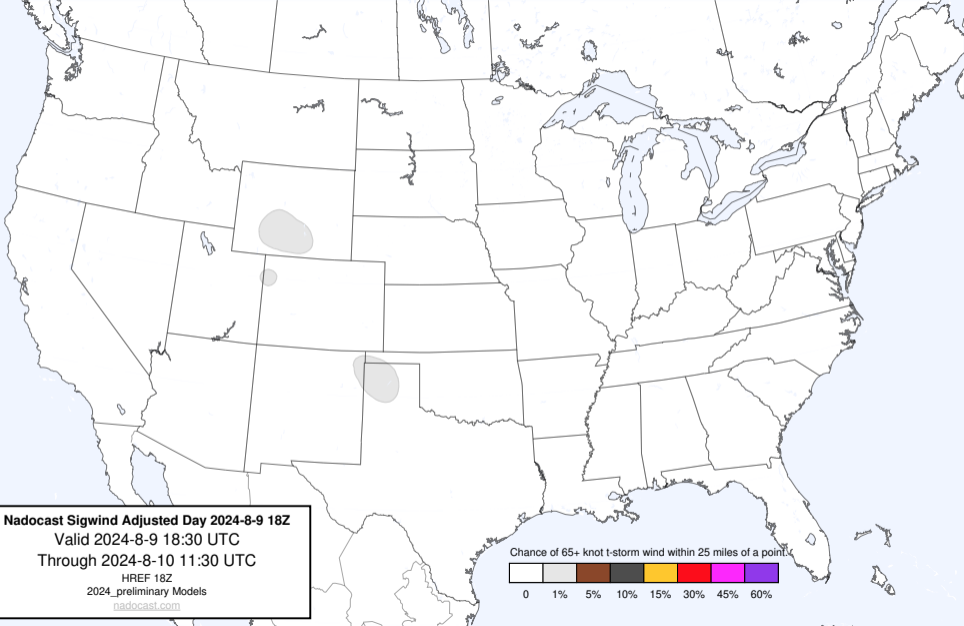 Nadocast Sigwind Adjusted Day 2024-8-9 18Z
Valid 2024-8-9 18:30 UTC
Through 2024-8-10 11:30 UTC
HREF 18Z
2024_preliminary Models
nadocast.com
Chance of 65+ knot t-storm wind within 25 miles of a point.
0 1% 5% 10% 15% 30% 45% 60%